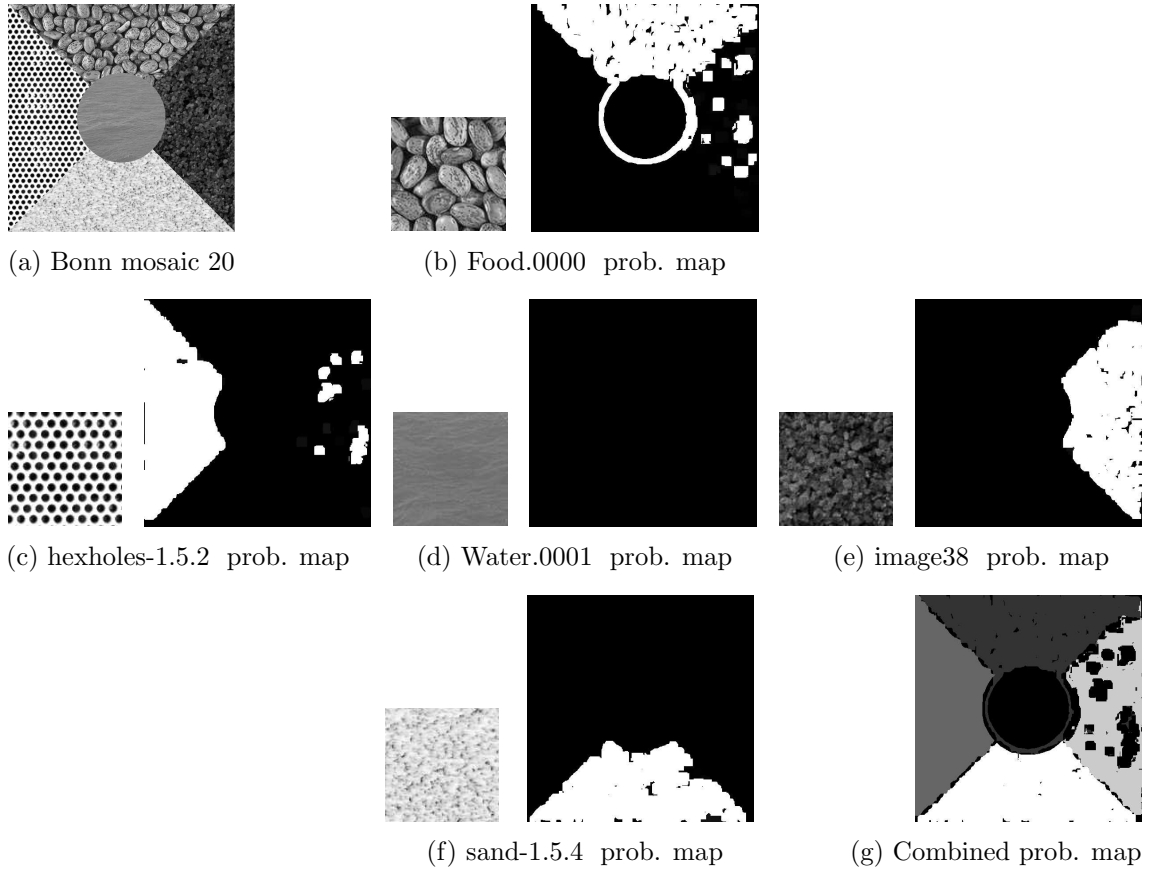 (a) Bonn mosaic 20
(b) Food.0000 prob. map
(c) hexholes-1.5.2 prob. map
(d) Water.0001 prob. map
(e) image38 prob. map
(f) sand-1.5.4 prob. map
(g) Combined prob. map